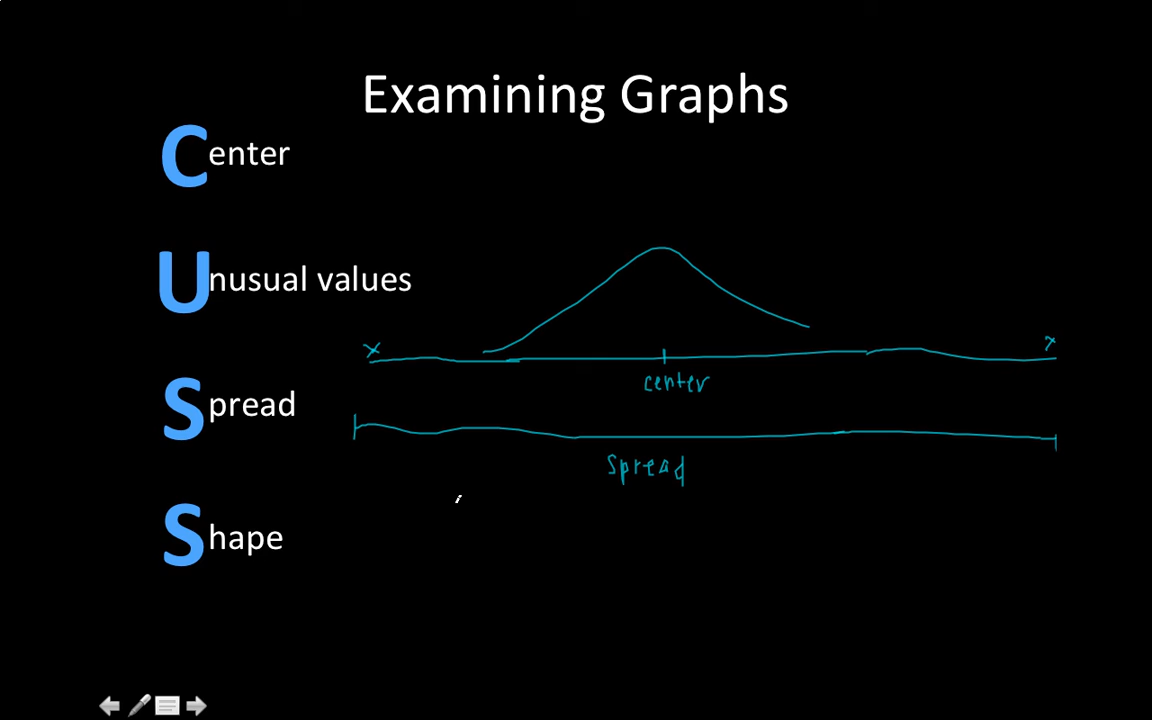 Examining Graphs
Center
Unusual values
x x
center
Spread
spread
Shape